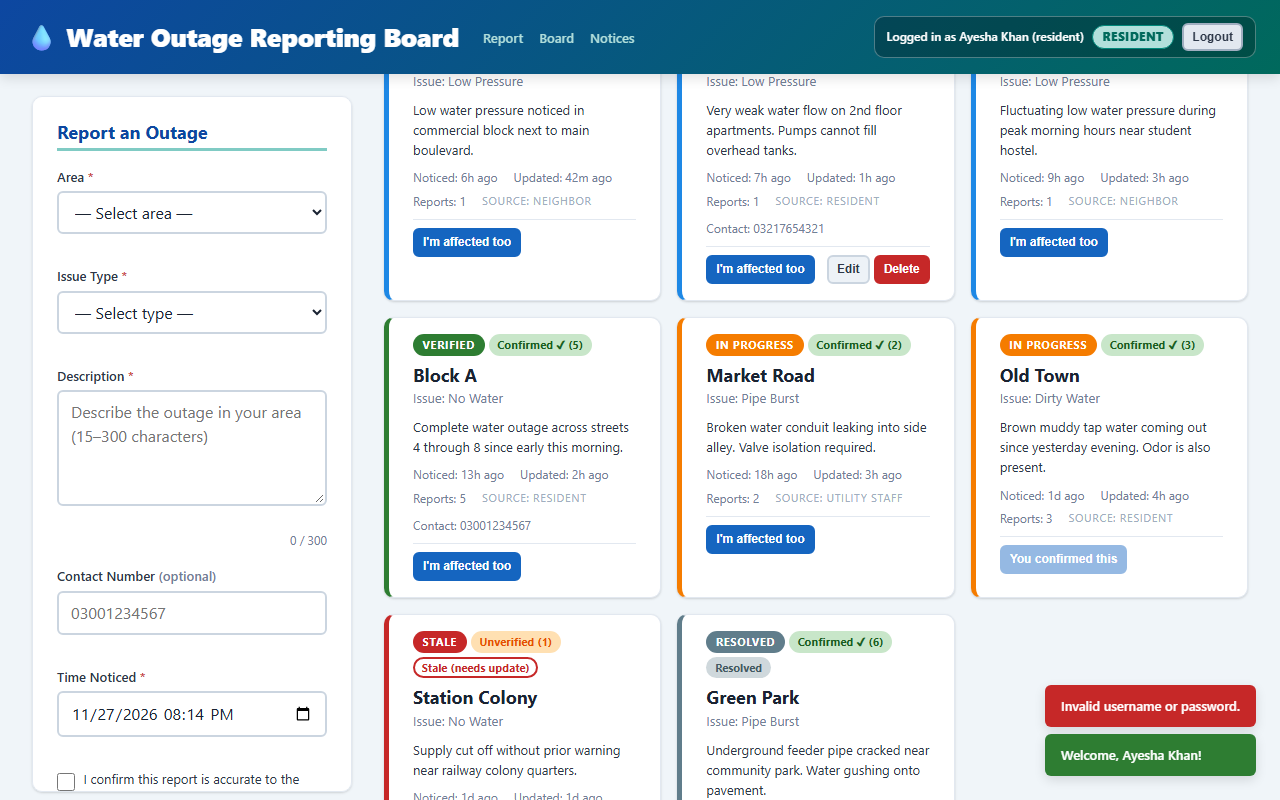 Water Outage Reporting Board
Report
Board
Notices
Logged in as Ayesha Khan (resident)
RESIDENT
Logout
Report an Outage
Area *
— Select area —
Issue Type *
— Select type —
Description *
Describe the outage in your area
(15–300 characters)
0 / 300
Contact Number (optional)
03001234567
Time Noticed *
11/27/2026 08:14 PM
I confirm this report is accurate to the
Issue: Low Pressure
Low water pressure noticed in
commercial block next to main
boulevard.
Noticed: 6h ago Updated: 42m ago
Reports: 1 SOURCE: NEIGHBOR
I'm affected too
Issue: Low Pressure
Very weak water flow on 2nd floor
apartments. Pumps cannot fill
overhead tanks.
Noticed: 7h ago Updated: 1h ago
Reports: 1 SOURCE: RESIDENT
Contact: 03217654321
I'm affected too
Edit
Delete
Issue: Low Pressure
Fluctuating low water pressure during
peak morning hours near student
hostel.
Noticed: 9h ago Updated: 3h ago
Reports: 1 SOURCE: NEIGHBOR
I'm affected too
VERIFIED
Confirmed ✓ (5)
Block A
Issue: No Water
Complete water outage across streets
4 through 8 since early this morning.
Noticed: 13h ago Updated: 2h ago
Reports: 5 SOURCE: RESIDENT
Contact: 03001234567
I'm affected too
IN PROGRESS
Confirmed ✓ (2)
Market Road
Issue: Pipe Burst
Broken water conduit leaking into side
alley. Valve isolation required.
Noticed: 18h ago Updated: 3h ago
Reports: 2 SOURCE: UTILITY STAFF
I'm affected too
IN PROGRESS
Confirmed ✓ (3)
Old Town
Issue: Dirty Water
Brown muddy tap water coming out
since yesterday evening. Odor is also
present.
Noticed: 1d ago Updated: 4h ago
Reports: 3 SOURCE: RESIDENT
You confirmed this
STALE
Unverified (1)
Stale (needs update)
Station Colony
Issue: No Water
Supply cut off without prior warning
near railway colony quarters.
Noticed: 1d ago Updated: 1d ago
RESOLVED
Confirmed ✓ (6)
Resolved
Green Park
Issue: Pipe Burst
Underground feeder pipe cracked near
community park. Water gushing onto
pavement.
Invalid username or password.
Welcome, Ayesha Khan!